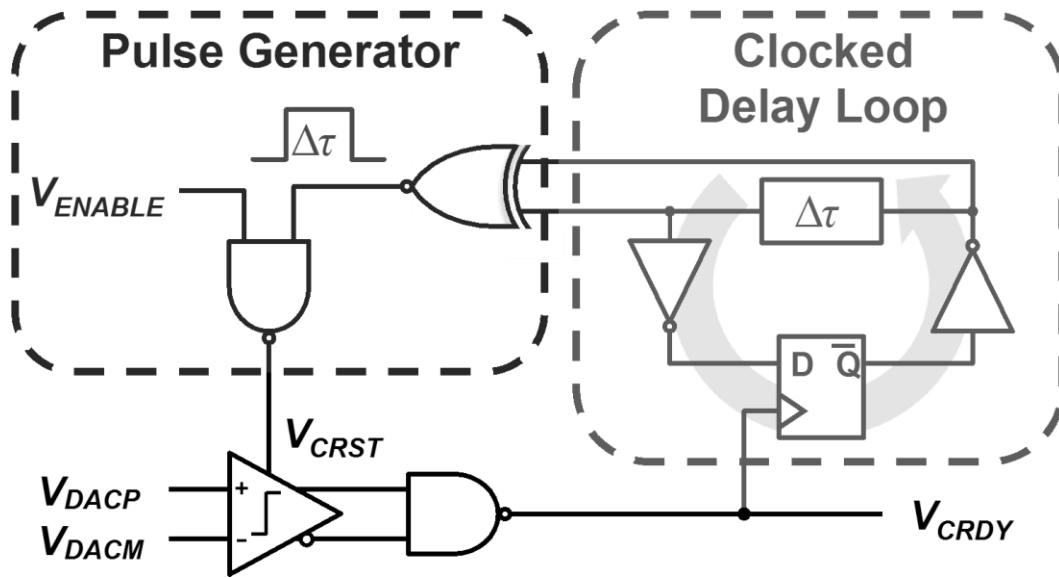 Pulse Generator
Clocked
Delay Loop
Δτ
V_ENABLE
Δτ
D Q̅
V_CRST
V_DACP
+
-
V_DACM
V_CRDY